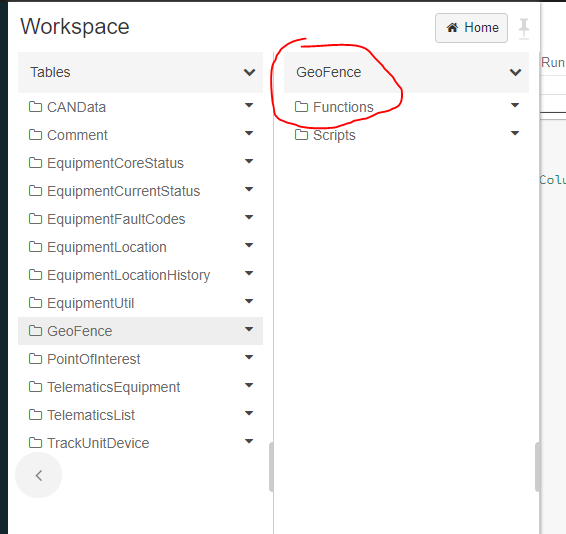 Workspace
Home
Run
Tables
CANData
Comment
EquipmentCoreStatus
EquipmentCurrentStatus
EquipmentFaultCodes
EquipmentLocation
EquipmentLocationHistory
EquipmentUtil
GeoFence
PointOfInterest
TelematicsEquipment
TelematicsList
TrackUnitDevice
GeoFence
Functions
Scripts
Colu